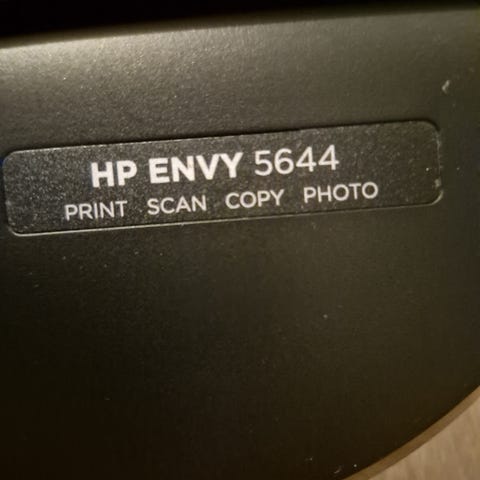 HP ENVY 5644
PRINT SCAN COPY PHOTO